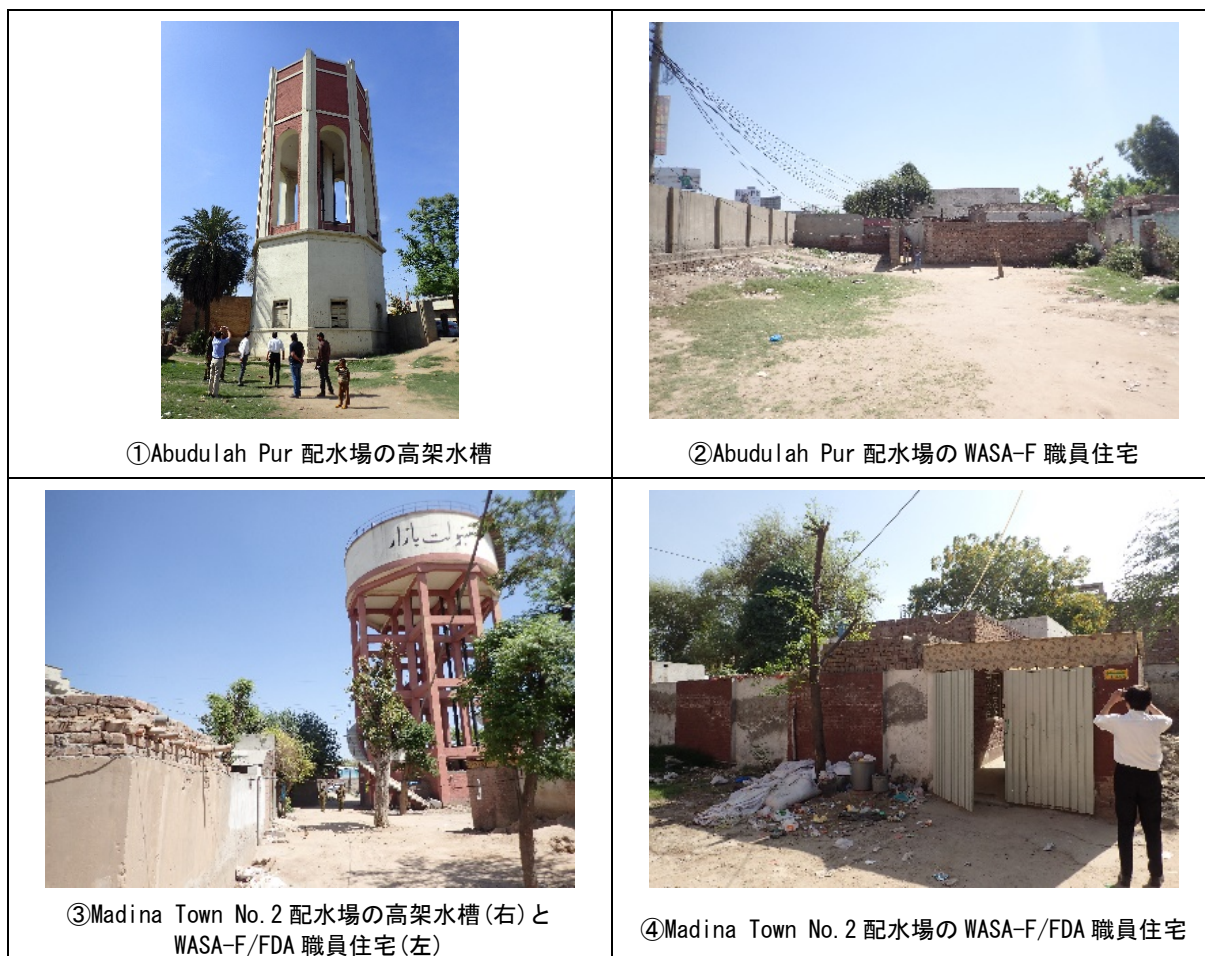 ①Abudulah Pur 配水場の高架水槽
②Abudulah Pur 配水場の WASA-F 職員住宅
بازار
③Madina Town No.2 配水場の高架水槽(右)と
WASA-F/FDA 職員住宅(左)
④Madina Town No.2 配水場の WASA-F/FDA 職員住宅